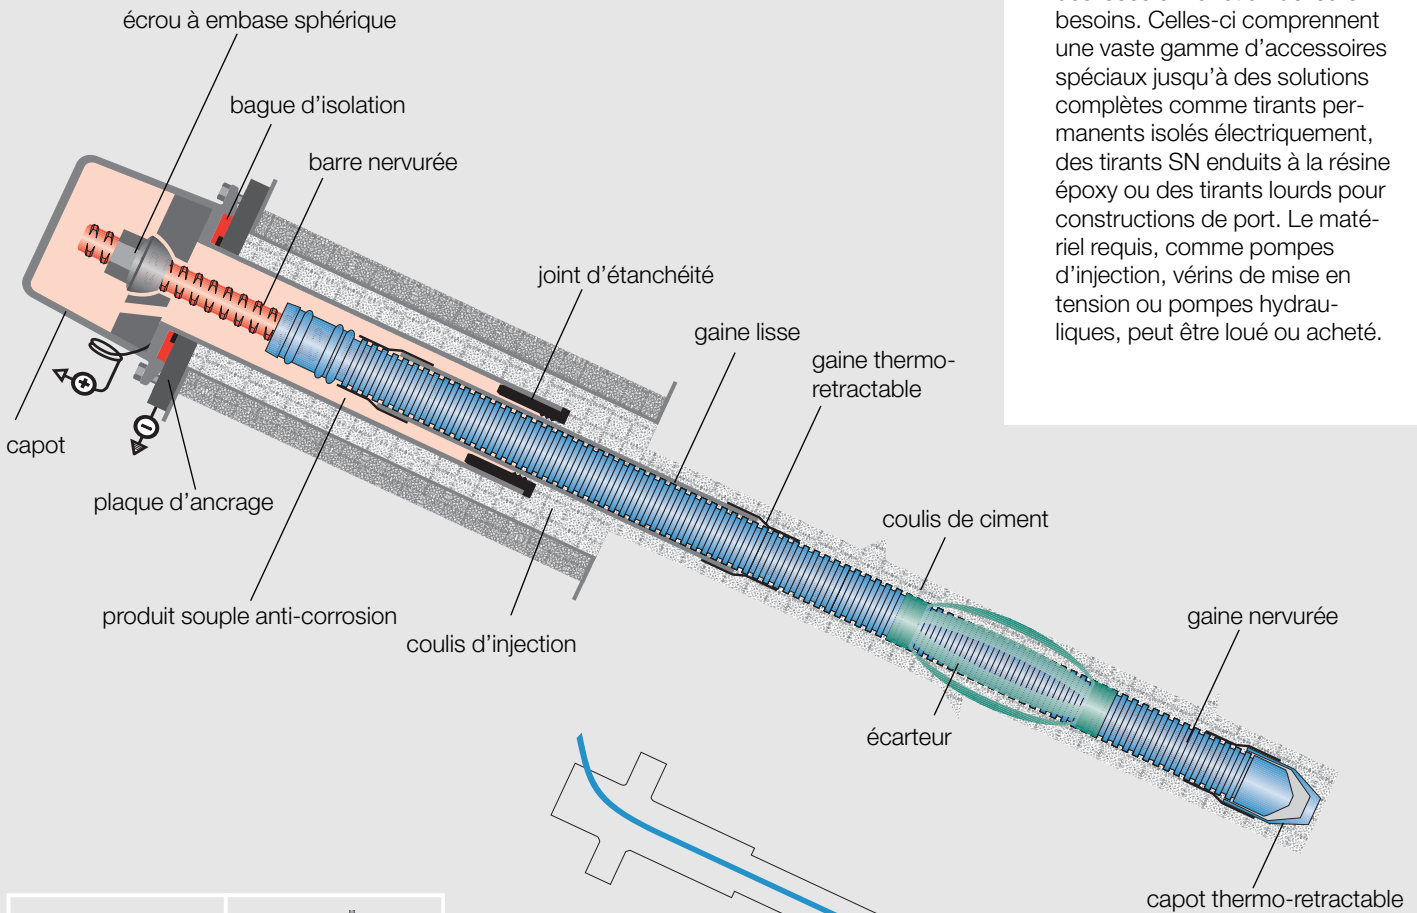 écrou à embase sphérique
bague d’isolation
barre nervurée
joint d’étanchéité
gaine lisse
gaine thermo-
retractable
capot
plaque d’ancrage
produit souple anti-corrosion
coulis d’injection
coulis de ciment
écarteur
gaine nervurée
capot thermo-retractable
besoins. Celles-ci comprennent
une vaste gamme d’accessoires
spéciaux jusqu’à des solutions
complètes comme tirants per-
manents isolés électriquement,
des tirants SN enduits à la résine
époxy ou des tirants lourds pour
constructions de port. Le maté-
riel requis, comme pompes
d’injection, vérins de mise en
tension ou pompes hydrau-
liques, peut être loué ou acheté.